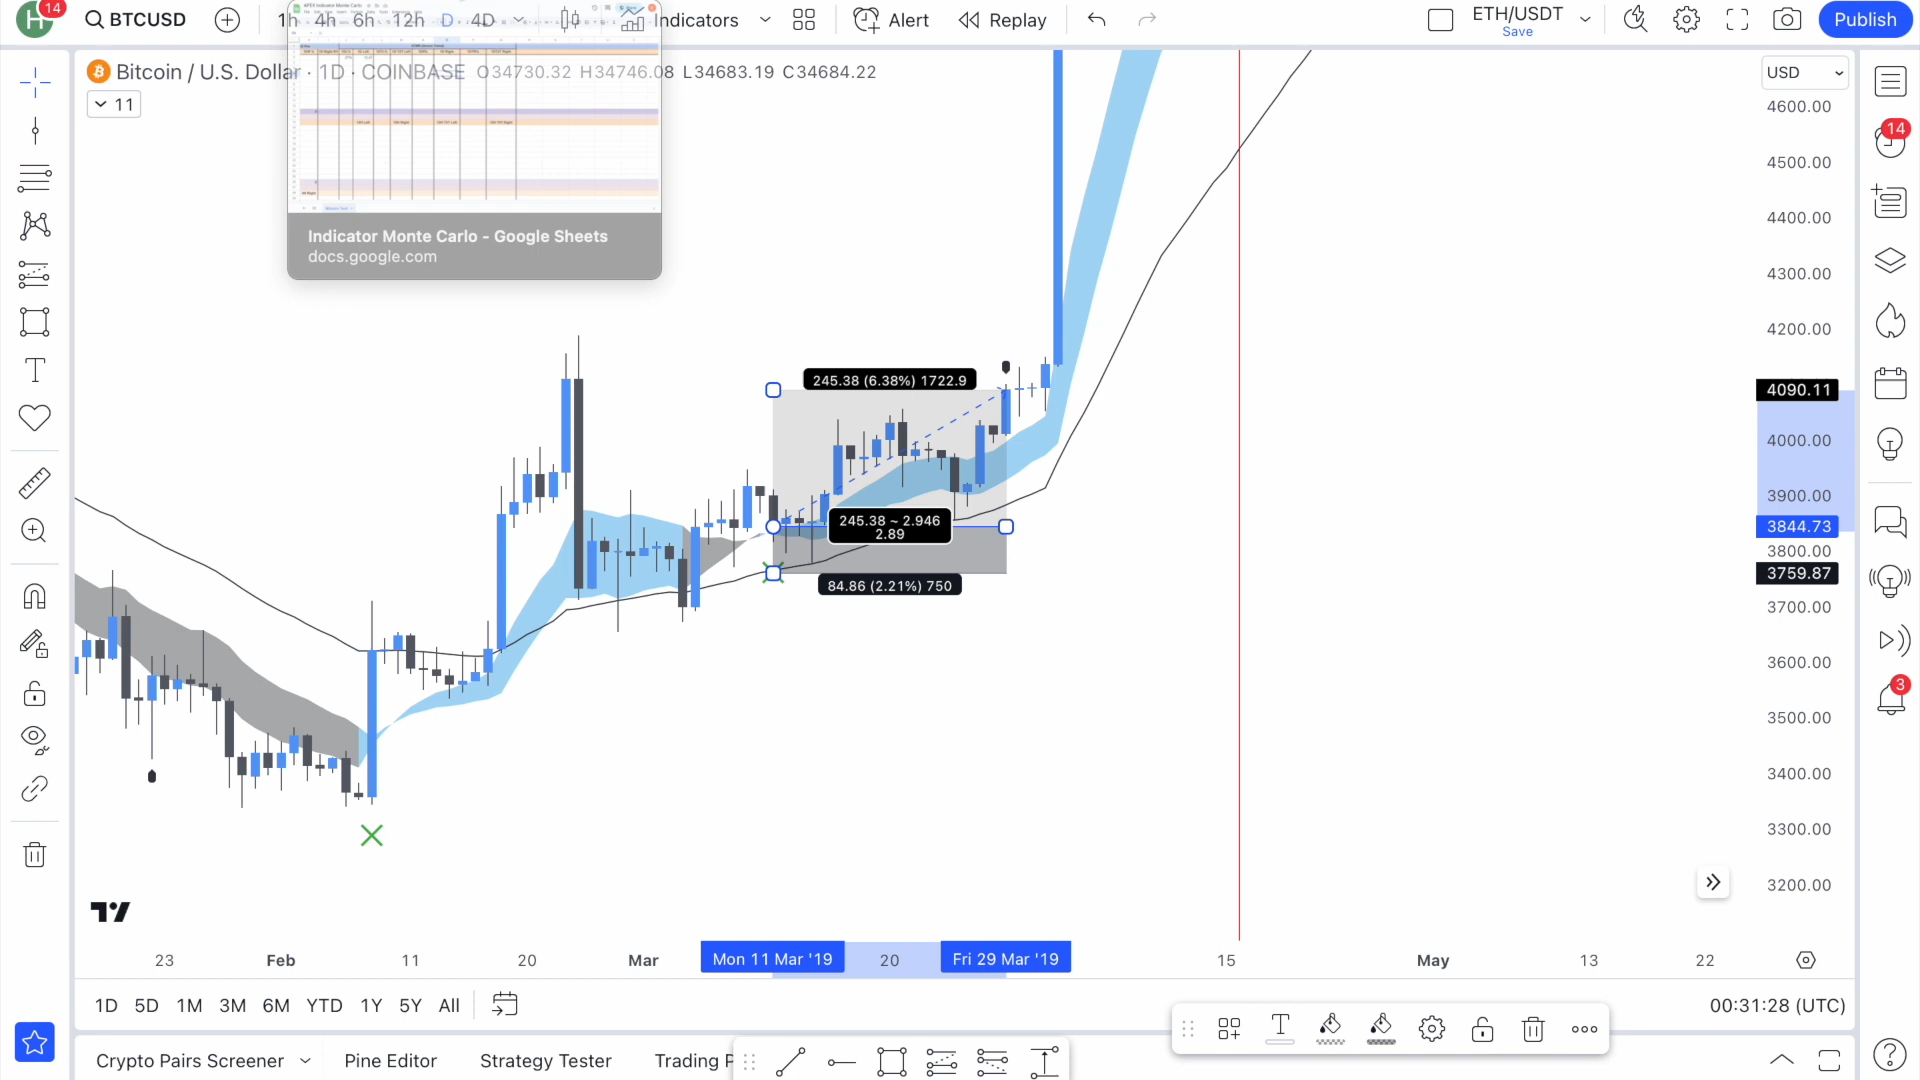 H 14 BTCUSD 1h 4h 6h 12h D 4D Indicators Alert Replay ETH/USDT Save Publish
Bitcoin / U.S. Dollar · 1D · COINBASE O34730.32 H34746.08 L34683.19 C34684.22
11
Indicator Monte Carlo - Google Sheets
docs.google.com
USD
4600.00
14
4500.00
4400.00
4300.00
4200.00
245.38 (6.38%) 1722.9
4090.11
4000.00
3900.00
245.38 ~ 2.946
2.89
3844.73
3800.00
3759.87
84.86 (2.21%) 750
3700.00
3600.00
3
3500.00
3400.00
3300.00
3200.00
23 Feb 11 20 Mar Mon 11 Mar '19 20 Fri 29 Mar '19 15 May 13 22
1D 5D 1M 3M 6M YTD 1Y 5Y All 00:31:28 (UTC)
Crypto Pairs Screener Pine Editor Strategy Tester Trading P